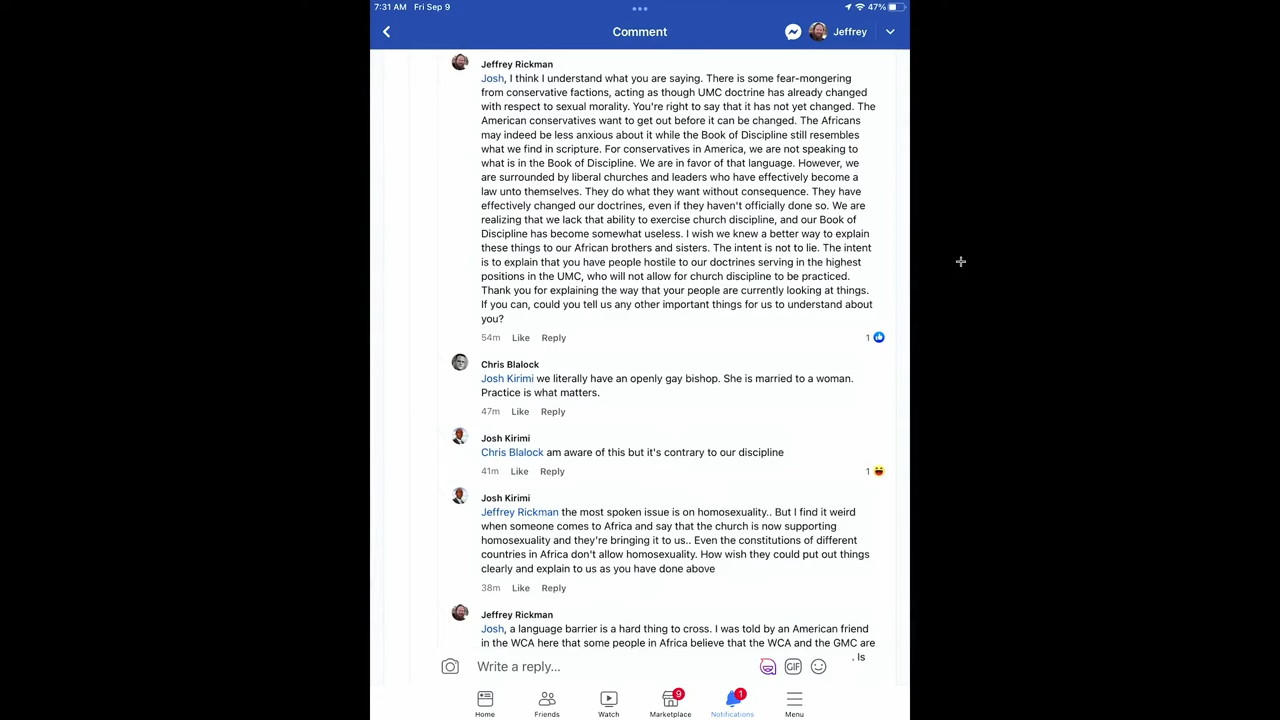 7:31 AM Fri Sep 9
47%
Comment
Jeffrey
Jeffrey Rickman
Josh, I think I understand what you are saying. There is some fear-mongering
from conservative factions, acting as though UMC doctrine has already changed
with respect to sexual morality. You're right to say that it has not yet changed. The
American conservatives want to get out before it can be changed. The Africans
may indeed be less anxious about it while the Book of Discipline still resembles
what we find in scripture. For conservatives in America, we are not speaking to
what is in the Book of Discipline. We are in favor of that language. However, we
are surrounded by liberal churches and leaders who have effectively become a
law unto themselves. They do what they want without consequence. They have
effectively changed our doctrines, even if they haven't officially done so. We are
realizing that we lack that ability to exercise church discipline, and our Book of
Discipline has become somewhat useless. I wish we knew a better way to explain
these things to our African brothers and sisters. The intent is not to lie. The intent
is to explain that you have people hostile to our doctrines serving in the highest
positions in the UMC, who will not allow for church discipline to be practiced.
Thank you for explaining the way that your people are currently looking at things.
If you can, could you tell us any other important things for us to understand about
you?
54m Like Reply 1
Chris Blalock
Josh Kirimi we literally have an openly gay bishop. She is married to a woman.
Practice is what matters.
47m Like Reply
Josh Kirimi
Chris Blalock am aware of this but it's contrary to our discipline
41m Like Reply 1
Josh Kirimi
Jeffrey Rickman the most spoken issue is on homosexuality.. But I find it weird
when someone comes to Africa and say that the church is now supporting
homosexuality and they're bringing it to us.. Even the constitutions of different
countries in Africa don't allow homosexuality. How wish they could put out things
clearly and explain to us as you have done above
38m Like Reply
Jeffrey Rickman
Josh, a language barrier is a hard thing to cross. I was told by an American friend
in the WCA here that some people in Africa believe that the WCA and the GMC are
. Is
Write a reply...
GIF
9
1
Home Friends Watch Marketplace Notifications Menu